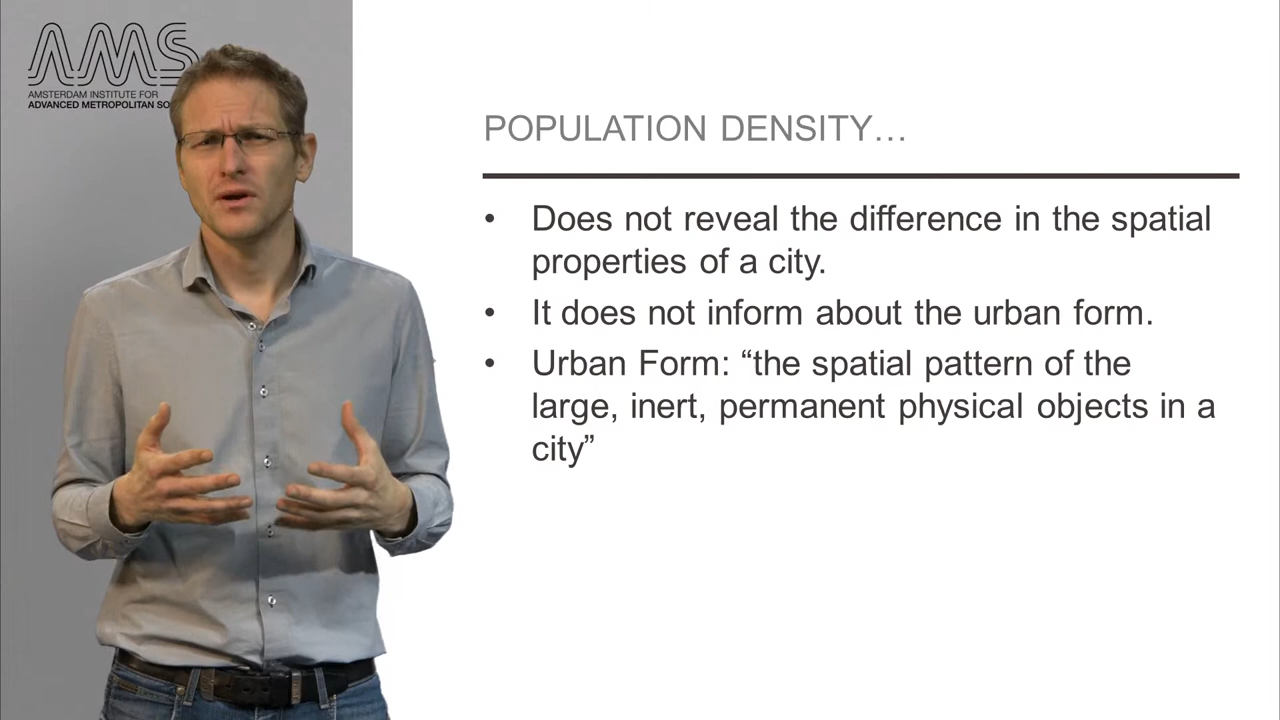 AMS
AMSTERDAM INSTITUTE FOR
ADVANCED METROPOLITAN
POPULATION DENSITY…
• Does not reveal the difference in the spatial
properties of a city.
• It does not inform about the urban form.
• Urban Form: “the spatial pattern of the
large, inert, permanent physical objects in a
city”